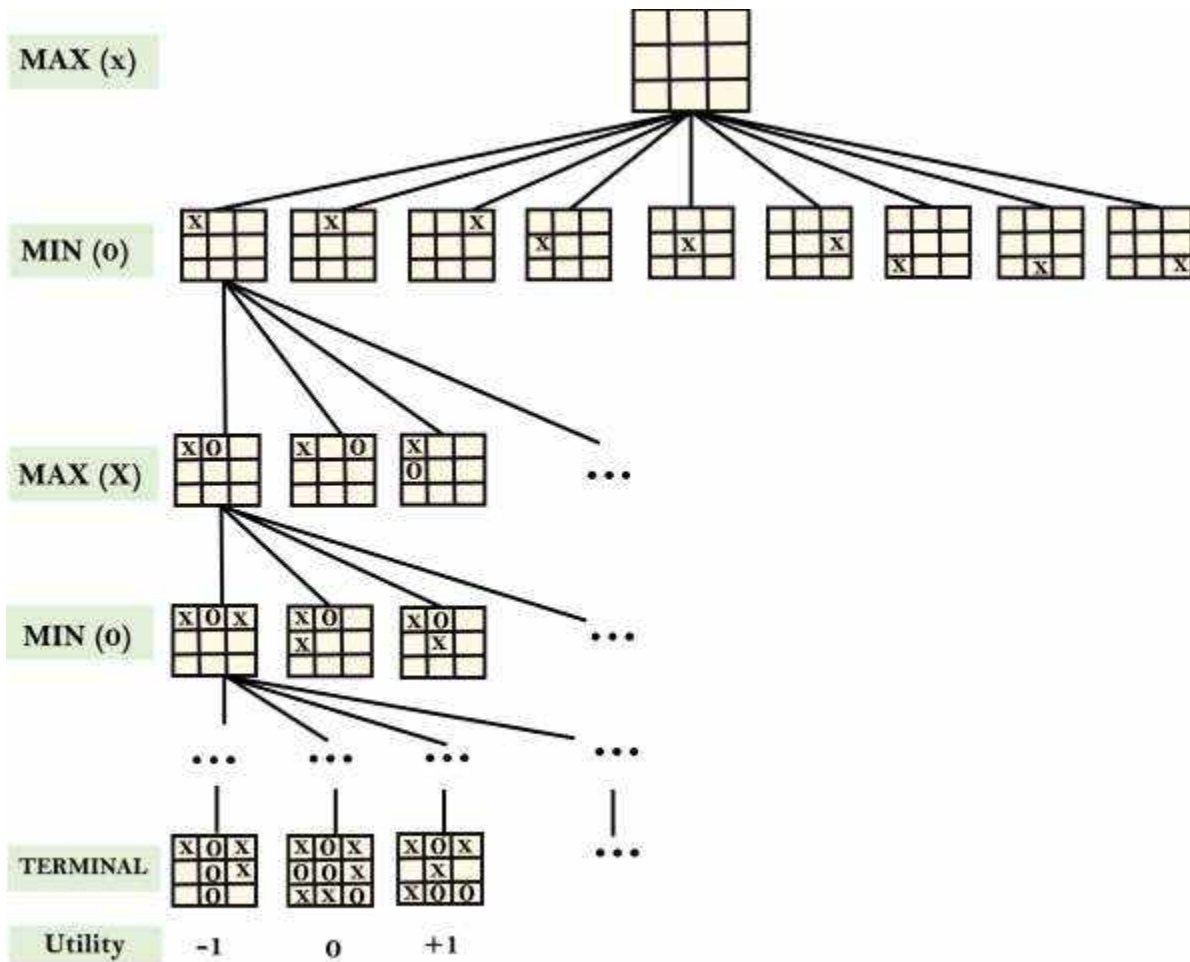 MAX (x)
X X X X X X X X X
MIN (0)
X O X O X
MAX (X)
O
...
X O X X O X O
MIN (0)
X X
...
... ... ... ...
X O X X O X X O X
TERMINAL
O X O O X X
O X X O X O O
...
Utility -1 0 +1